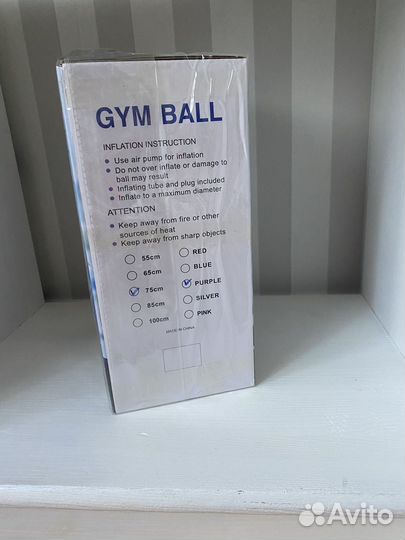 GYM BALL
INFLATION INSTRUCTION
• Use air pump for inflation
• Do not over inflate or damage to
ball may result
• Inflating tube and plug included
• Inflate to a maximum diameter
ATTENTION
• Keep away from fire or other
sources of heat
• Keep away from sharp objects
55cm RED
65cm BLUE
75cm PURPLE
85cm SILVER
100cm PINK
MADE IN CHINA
Avito